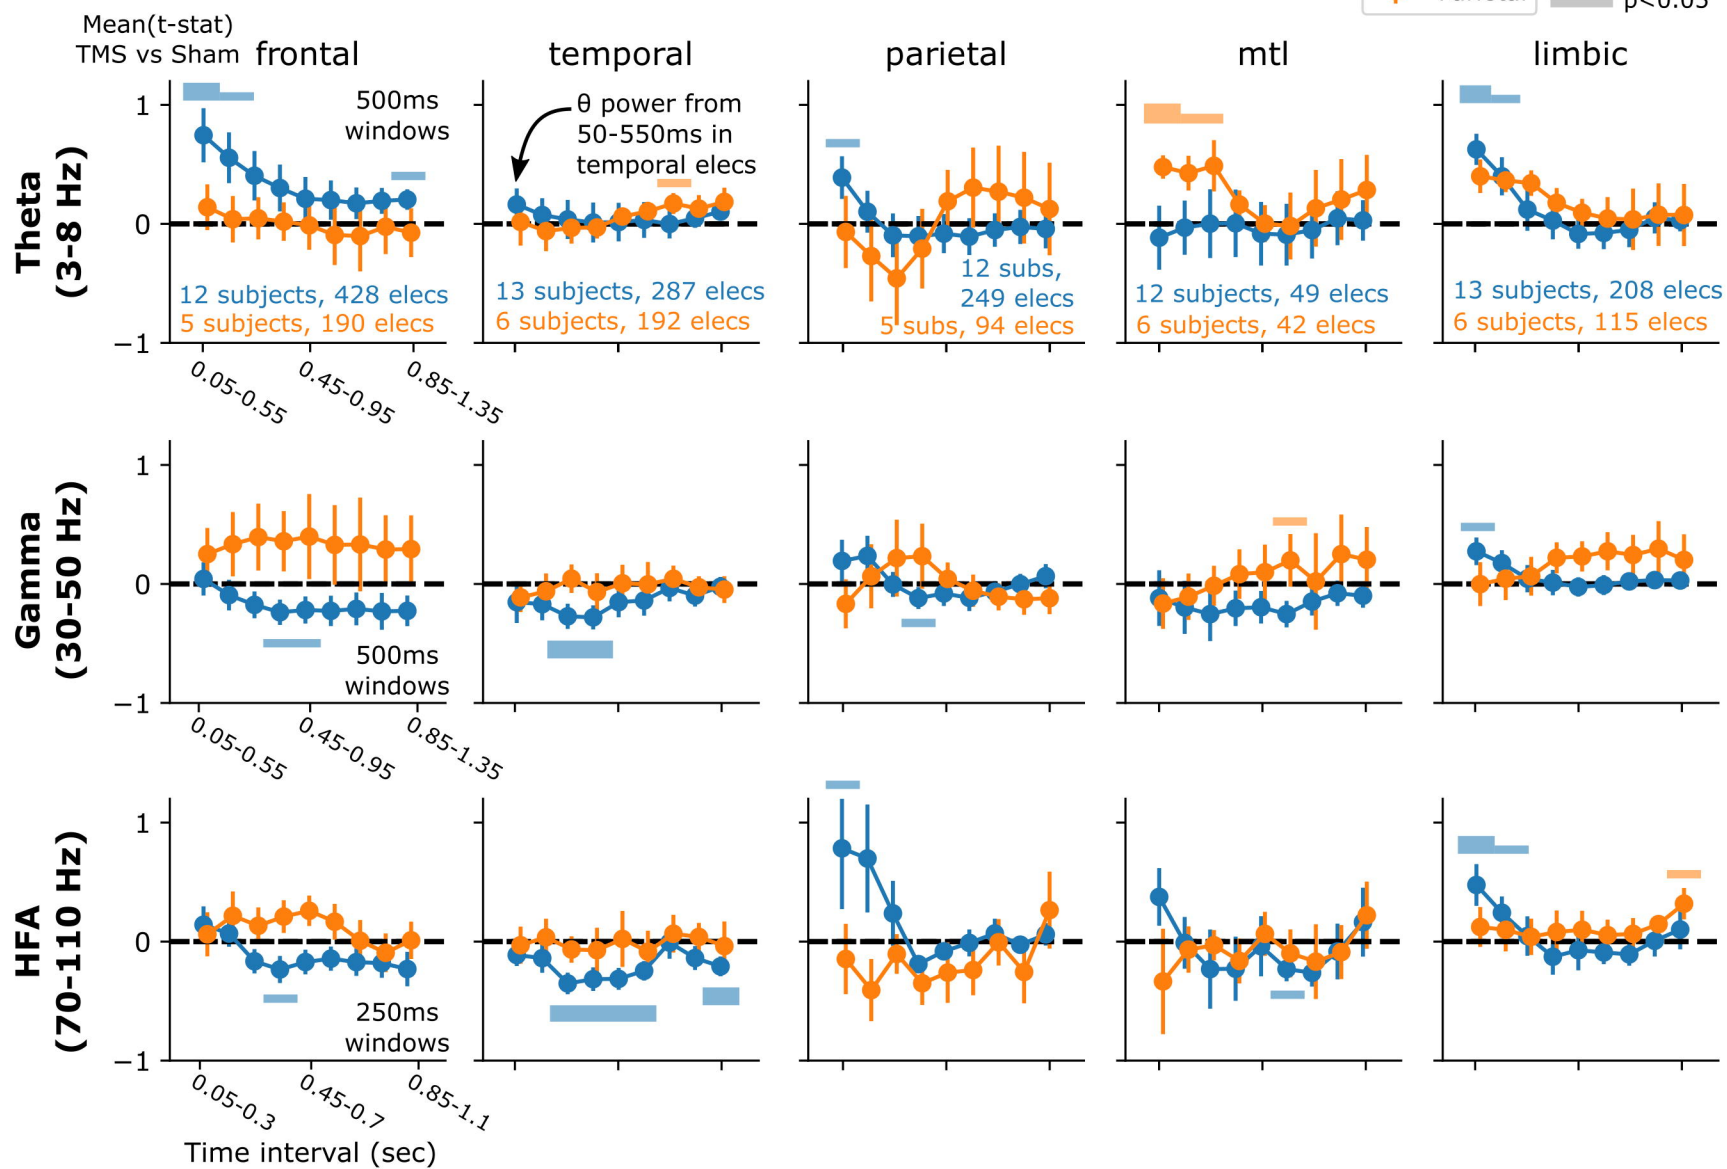 p<0.05
Mean(t-stat)
TMS vs Sham
frontal
temporal
parietal
mtl
limbic
Theta
(3-8 Hz)
1
0
−1
500ms
windows
θ power from
50-550ms in
temporal elecs
12 subjects, 428 elecs
5 subjects, 190 elecs
13 subjects, 287 elecs
6 subjects, 192 elecs
12 subs,
249 elecs
5 subs, 94 elecs
12 subjects, 49 elecs
6 subjects, 42 elecs
13 subjects, 208 elecs
6 subjects, 115 elecs
0.05-0.55
0.45-0.95
0.85-1.35
Gamma
(30-50 Hz)
1
0
−1
500ms
windows
0.05-0.55
0.45-0.95
0.85-1.35
HFA
(70-110 Hz)
1
0
−1
250ms
windows
0.05-0.3
0.45-0.7
0.85-1.1
Time interval (sec)